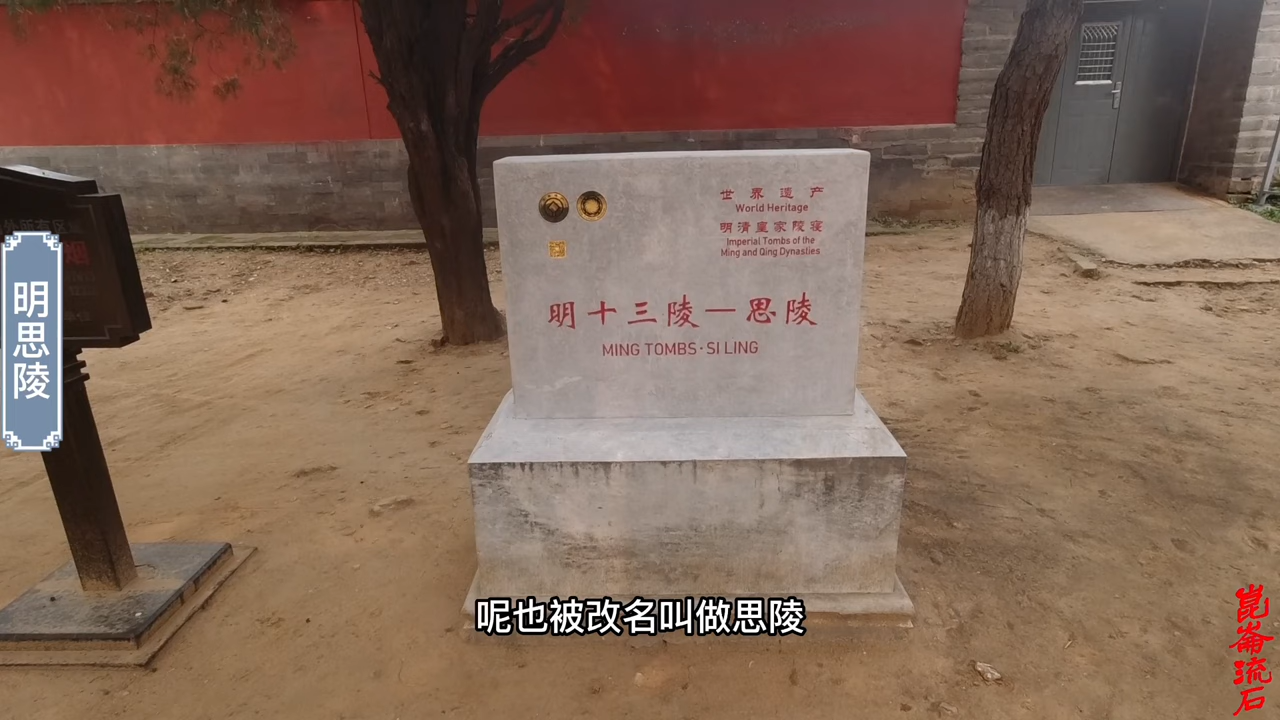 世界遗产
World Heritage
明清皇家陵寝
Imperial Tombs of the
Ming and Qing Dynasties
明十三陵—思陵
MING TOMBS·SI LING
明思陵
呢也被改名叫做思陵
崑崙流石